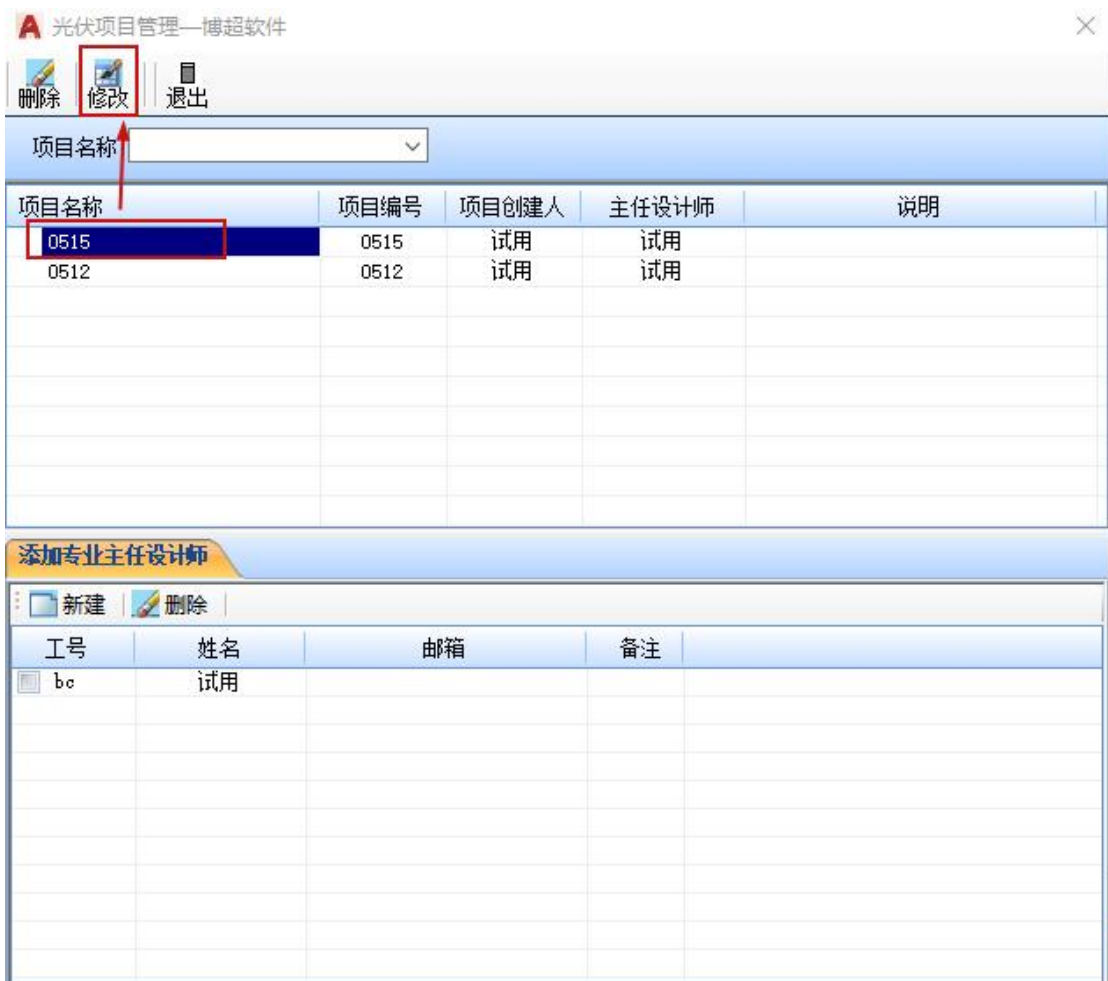 光伏项目管理—博超软件
删除 修改 退出
项目名称
项目名称 项目编号 项目创建人 主任设计师 说明
0515 0515 试用 试用
0512 0512 试用 试用
添加专业主任设计师
新建 删除
工号 姓名 邮箱 备注
bc 试用